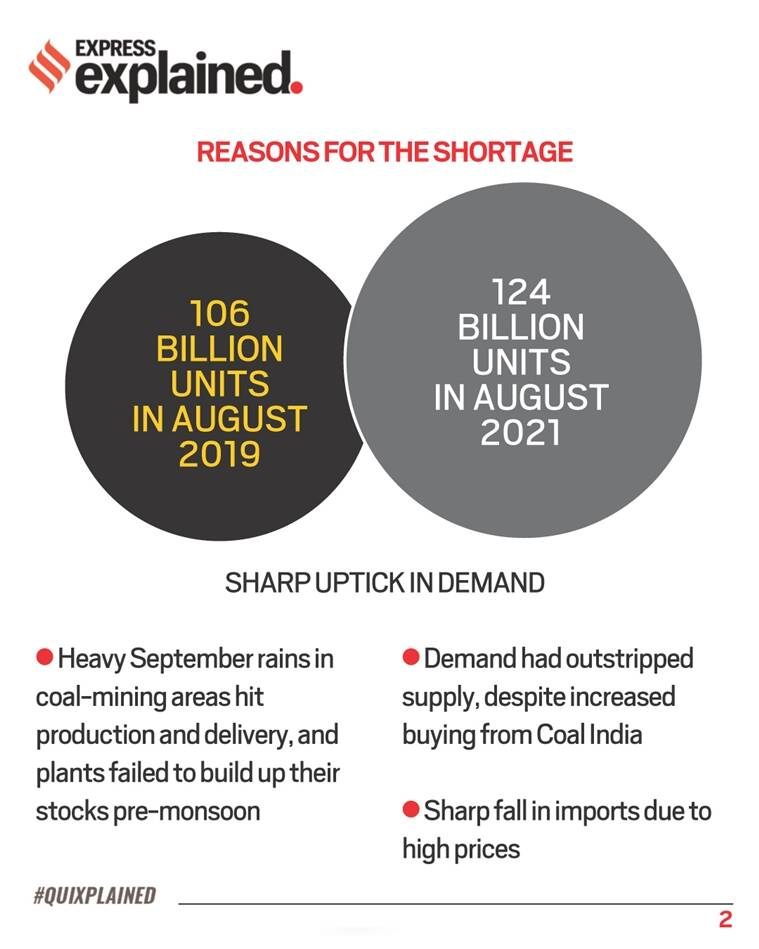 EXPRESS
explained.
REASONS FOR THE SHORTAGE
106
BILLION
UNITS
IN AUGUST
2019
124
BILLION
UNITS
IN AUGUST
2021
SHARP UPTICK IN DEMAND
● Heavy September rains in
coal-mining areas hit
production and delivery, and
plants failed to build up their
stocks pre-monsoon
● Demand had outstripped
supply, despite increased
buying from Coal India
● Sharp fall in imports due to
high prices
#QUIXPLAINED
2